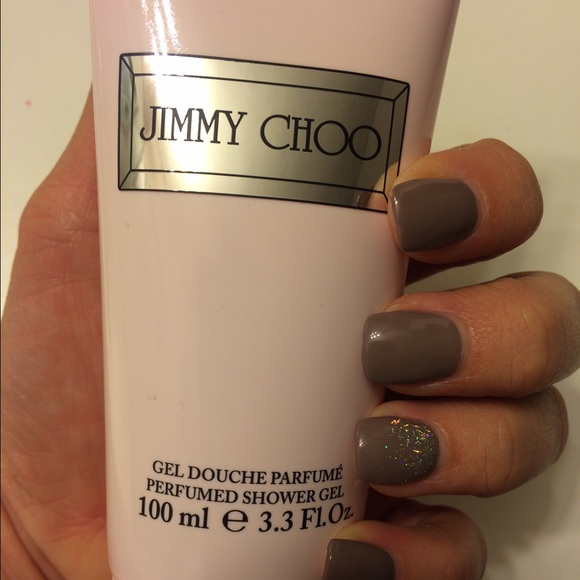 JIMMY CHOO
GEL DOUCHE PARFUMÉ
PERFUMED SHOWER GEL
100 ml ℮ 3.3 Fl.Oz.